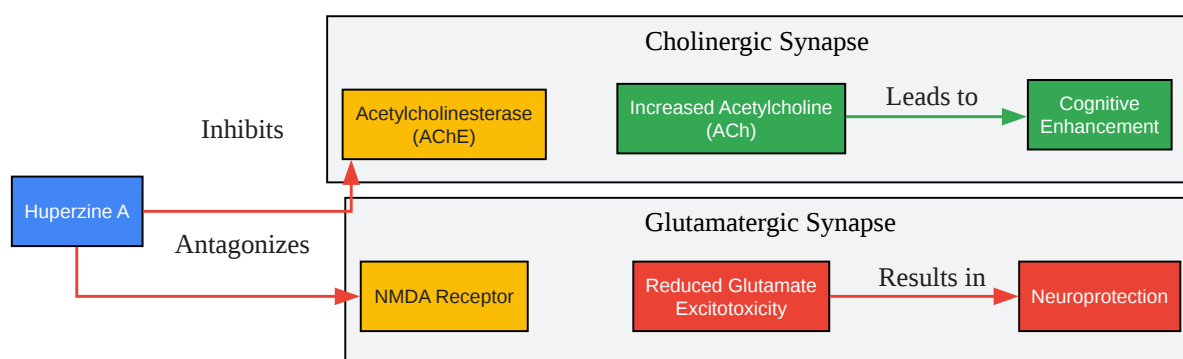 Cholinergic Synapse
Inhibits
Acetylcholinesterase
(AChE)
Increased Acetylcholine
(ACh)
Leads to
Cognitive
Enhancement
Huperzine A
Antagonizes
Glutamatergic Synapse
NMDA Receptor
Reduced Glutamate
Excitotoxicity
Results in
Neuroprotection